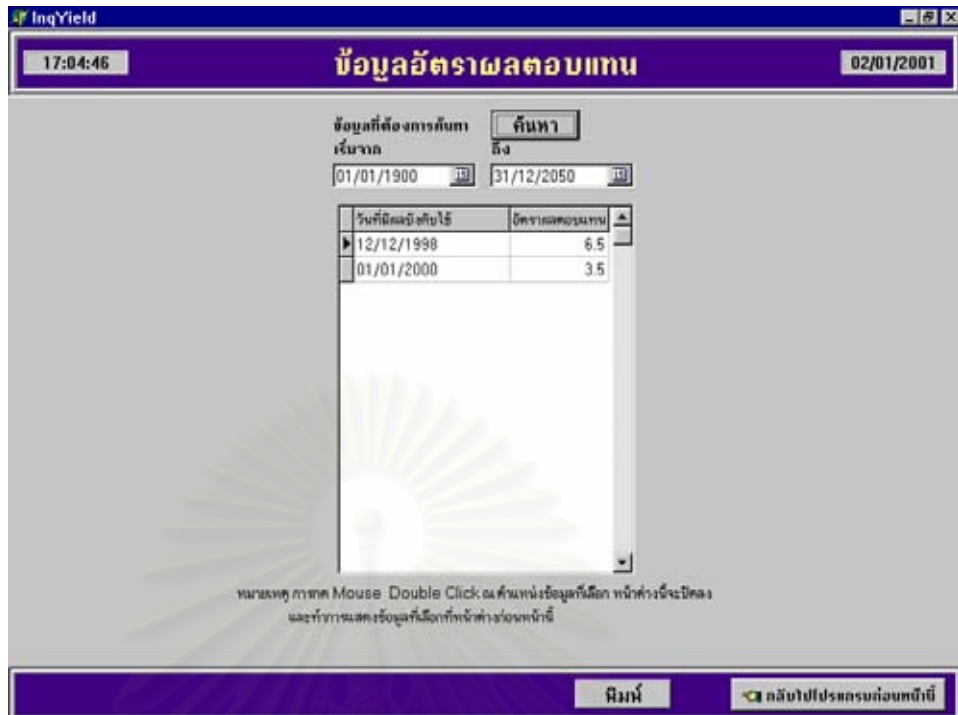 InqYield
17:04:46
ข้อมูลอัตราผลตอบแทน
02/01/2001
ข้อมูลที่ต้องการค้นหา
ค้นหา
เริ่มจาก
ถึง
01/01/1900
31/12/2050
วันที่มีผลบังคับใช้ อัตราผลตอบแทน
12/12/1998 6.5
01/01/2000 3.5
หมายเหตุ การกด Mouse Double Click ณ ตำแหน่งข้อมูลที่เลือก หน้าต่างนี้จะปิดลง
และทำการแสดงข้อมูลที่เลือกที่หน้าต่างก่อนหน้านี้
พิมพ์
กลับไปโปรแกรมก่อนหน้านี้